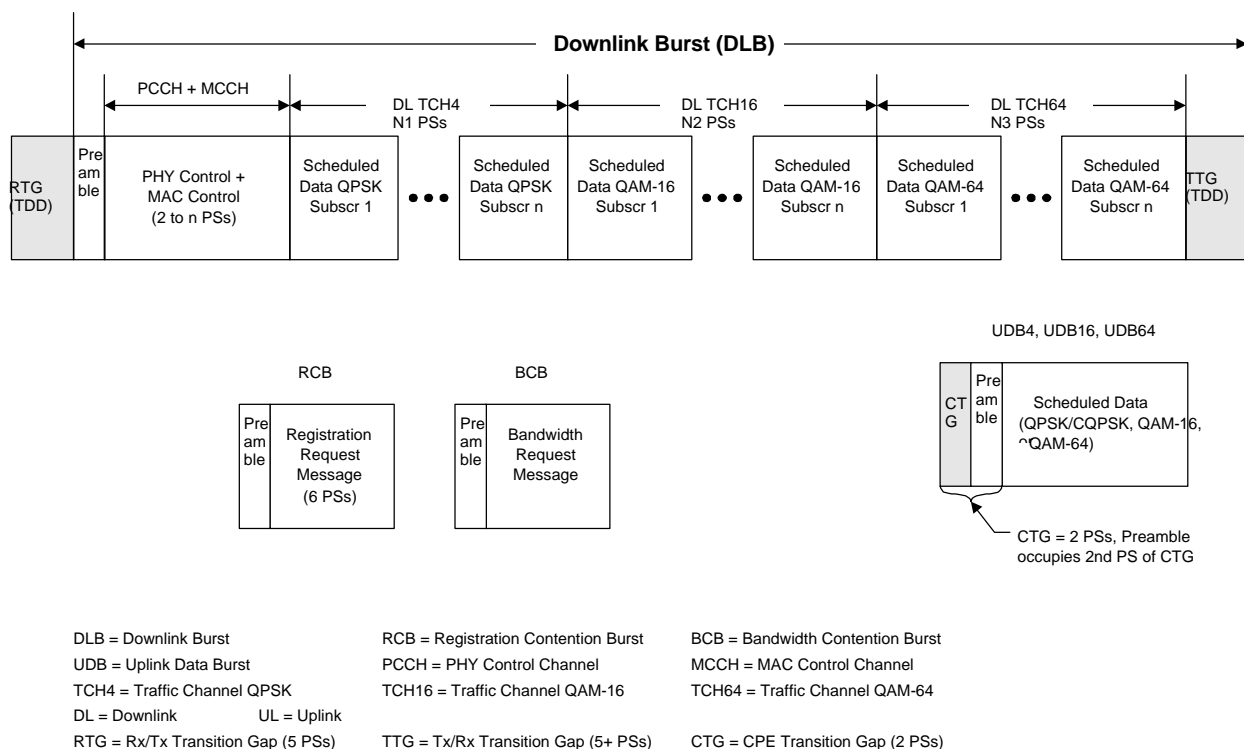 Downlink Burst (DLB)
PCCH + MCCH
DL TCH4
N1 PSs
DL TCH16
N2 PSs
DL TCH64
N3 PSs
RTG
(TDD)
Pre
am
ble
PHY Control +
MAC Control
(2 to n PSs)
Scheduled
Data QPSK
Subscr 1
Scheduled
Data QPSK
Subscr n
Scheduled
Data QAM-16
Subscr 1
Scheduled
Data QAM-16
Subscr n
Scheduled
Data QAM-64
Subscr 1
Scheduled
Data QAM-64
Subscr n
TTG
(TDD)
RCB
Pre
am
ble
Registration
Request
Message
(6 PSs)
BCB
Pre
am
ble
Bandwidth
Request
Message
UDB4, UDB16, UDB64
CT
G
Pre
am
ble
Scheduled Data
(QPSK/CQPSK, QAM-16,
QAM-64)
CTG = 2 PSs, Preamble
occupies 2nd PS of CTG
DLB = Downlink Burst
RCB = Registration Contention Burst
BCB = Bandwidth Contention Burst
UDB = Uplink Data Burst
PCCH = PHY Control Channel
MCCH = MAC Control Channel
TCH4 = Traffic Channel QPSK
TCH16 = Traffic Channel QAM-16
TCH64 = Traffic Channel QAM-64
DL = Downlink
UL = Uplink
RTG = Rx/Tx Transition Gap (5 PSs)
TTG = Tx/Rx Transition Gap (5+ PSs)
CTG = CPE Transition Gap (2 PSs)